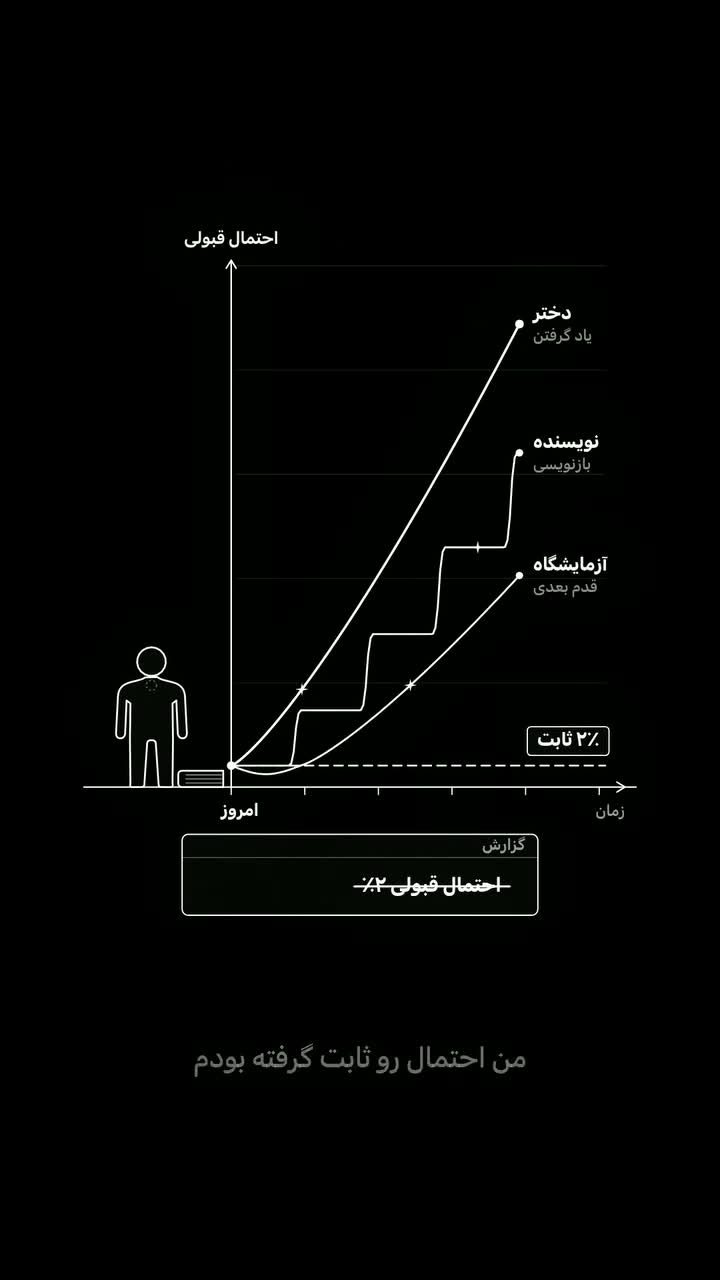 احتمال قبولی
دختر
یاد گرفتن
نویسنده
بازنویسی
آزمایشگاه
قدم بعدی
۲٪ ثابت
امروز
زمان
گزارش
احتمال قبولی ۲٪
من احتمال رو ثابت گرفته بودم